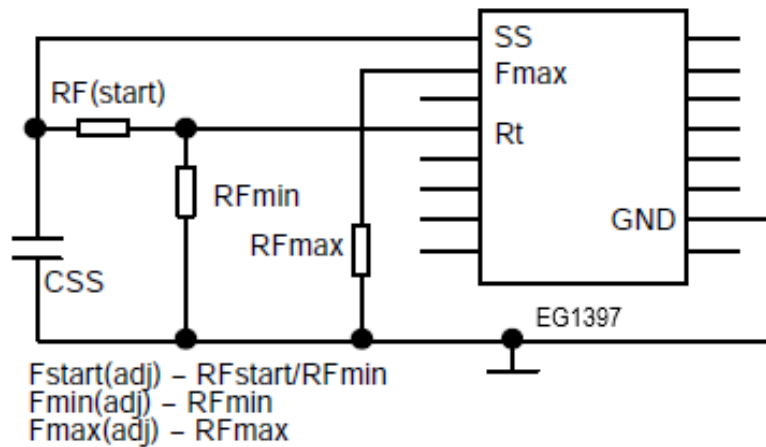 SS
Fmax
RF(start)
Rt
RFmin
GND
RFmax
CSS
EG1397
Fstart(adj) – RFstart/RFmin
Fmin(adj) – RFmin
Fmax(adj) – RFmax